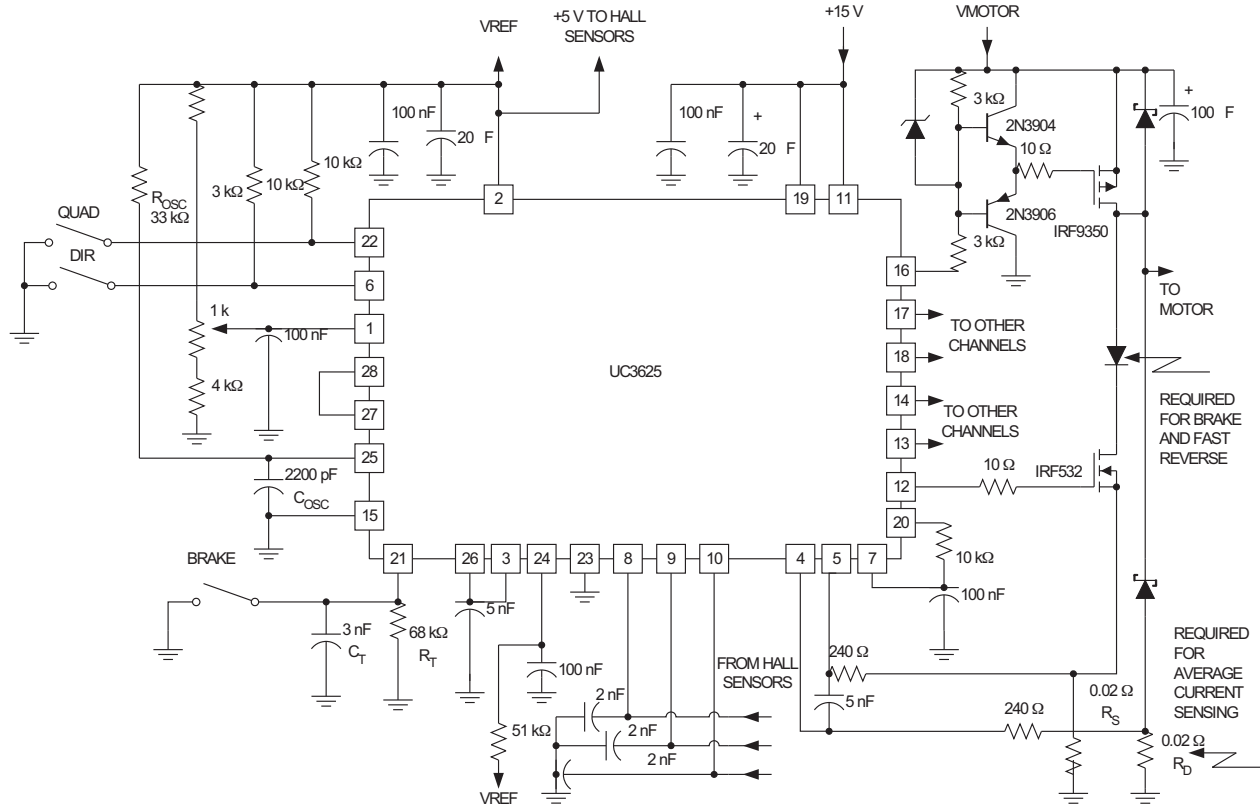 VREF
+5 V TO HALL
SENSORS
+15 V
VMOTOR
100 nF
20 F
100 nF
+
20 F
3 kΩ
2N3904
10 Ω
+
100 F
ROSC
33 kΩ
3 kΩ
10 kΩ
10 kΩ
2
19
11
2N3906
3 kΩ
IRF9350
QUAD
22
16
DIR
6
17
TO
MOTOR
1 k
100 nF
1
TO OTHER
CHANNELS
28
UC3625
18
4 kΩ
27
14
REQUIRED
FOR BRAKE
AND FAST
REVERSE
TO OTHER
CHANNELS
25
13
2200 pF
COSC
10 Ω
IRF532
12
15
20
BRAKE
21
26
3
24
23
8
9
10
4
5
7
10 kΩ
100 nF
3 nF
CT
68 kΩ
RT
5 nF
100 nF
51 kΩ
VREF
FROM HALL
SENSORS
2 nF
2 nF
2 nF
240 Ω
5 nF
240 Ω
0.02 Ω
RS
0.02 Ω
RD
REQUIRED
FOR
AVERAGE
CURRENT
SENSING